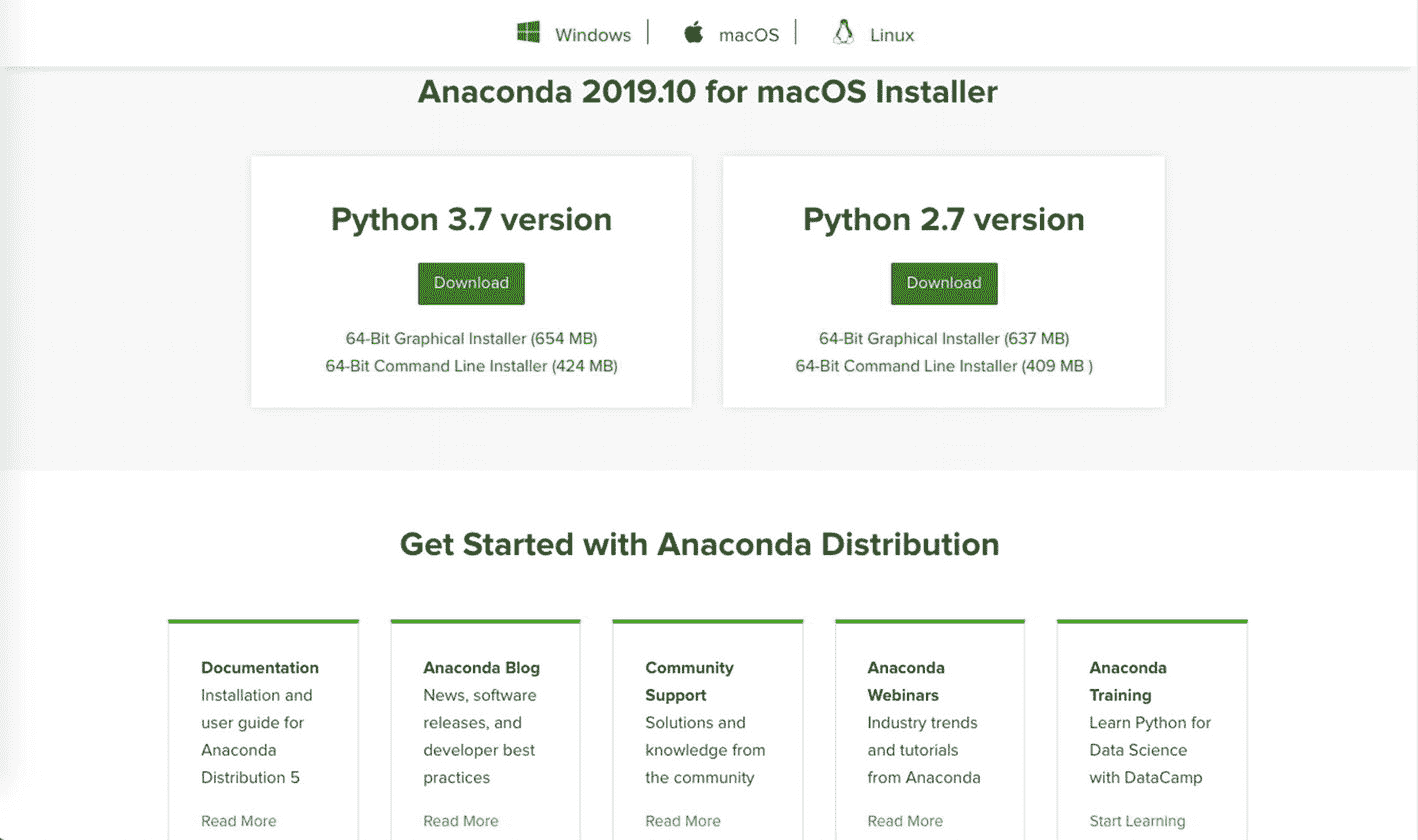 Windows
macOS
Linux
Anaconda 2019.10 for macOS Installer
Python 3.7 version
Download
64-Bit Graphical Installer (654 MB)
64-Bit Command Line Installer (424 MB)
Python 2.7 version
Download
64-Bit Graphical Installer (637 MB)
64-Bit Command Line Installer (409 MB )
Get Started with Anaconda Distribution
Documentation
Installation and
user guide for
Anaconda
Distribution 5
Read More
Anaconda Blog
News, software
releases, and
developer best
practices
Read More
Community
Support
Solutions and
knowledge from
the community
Read More
Anaconda
Webinars
Industry trends
and tutorials
from Anaconda
Read More
Anaconda
Training
Learn Python for
Data Science
with DataCamp
Start Learning